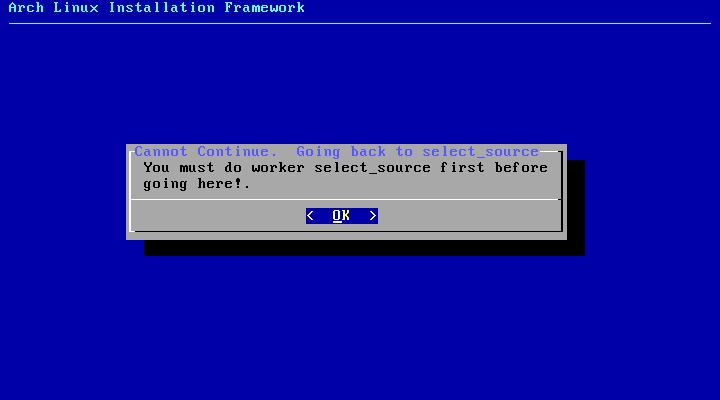 Arch Linux Installation Framework
Cannot Continue.  Going back to select_source
You must do worker select_source first before
going here!.
<  OK  >